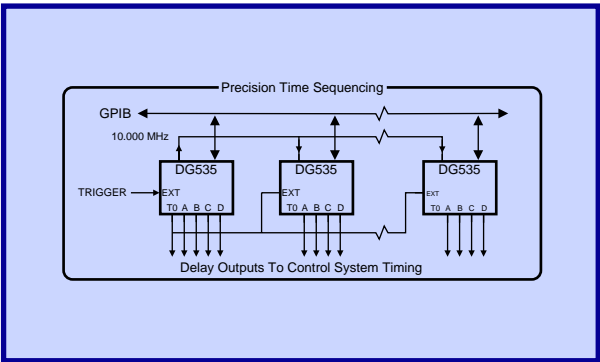 Precision Time Sequencing
GPIB
10.000 MHz
DG535 DG535 DG535
TRIGGER EXT EXT EXT
T0 A B C D T0 A B C D T0 A B C D
Delay Outputs To Control System Timing